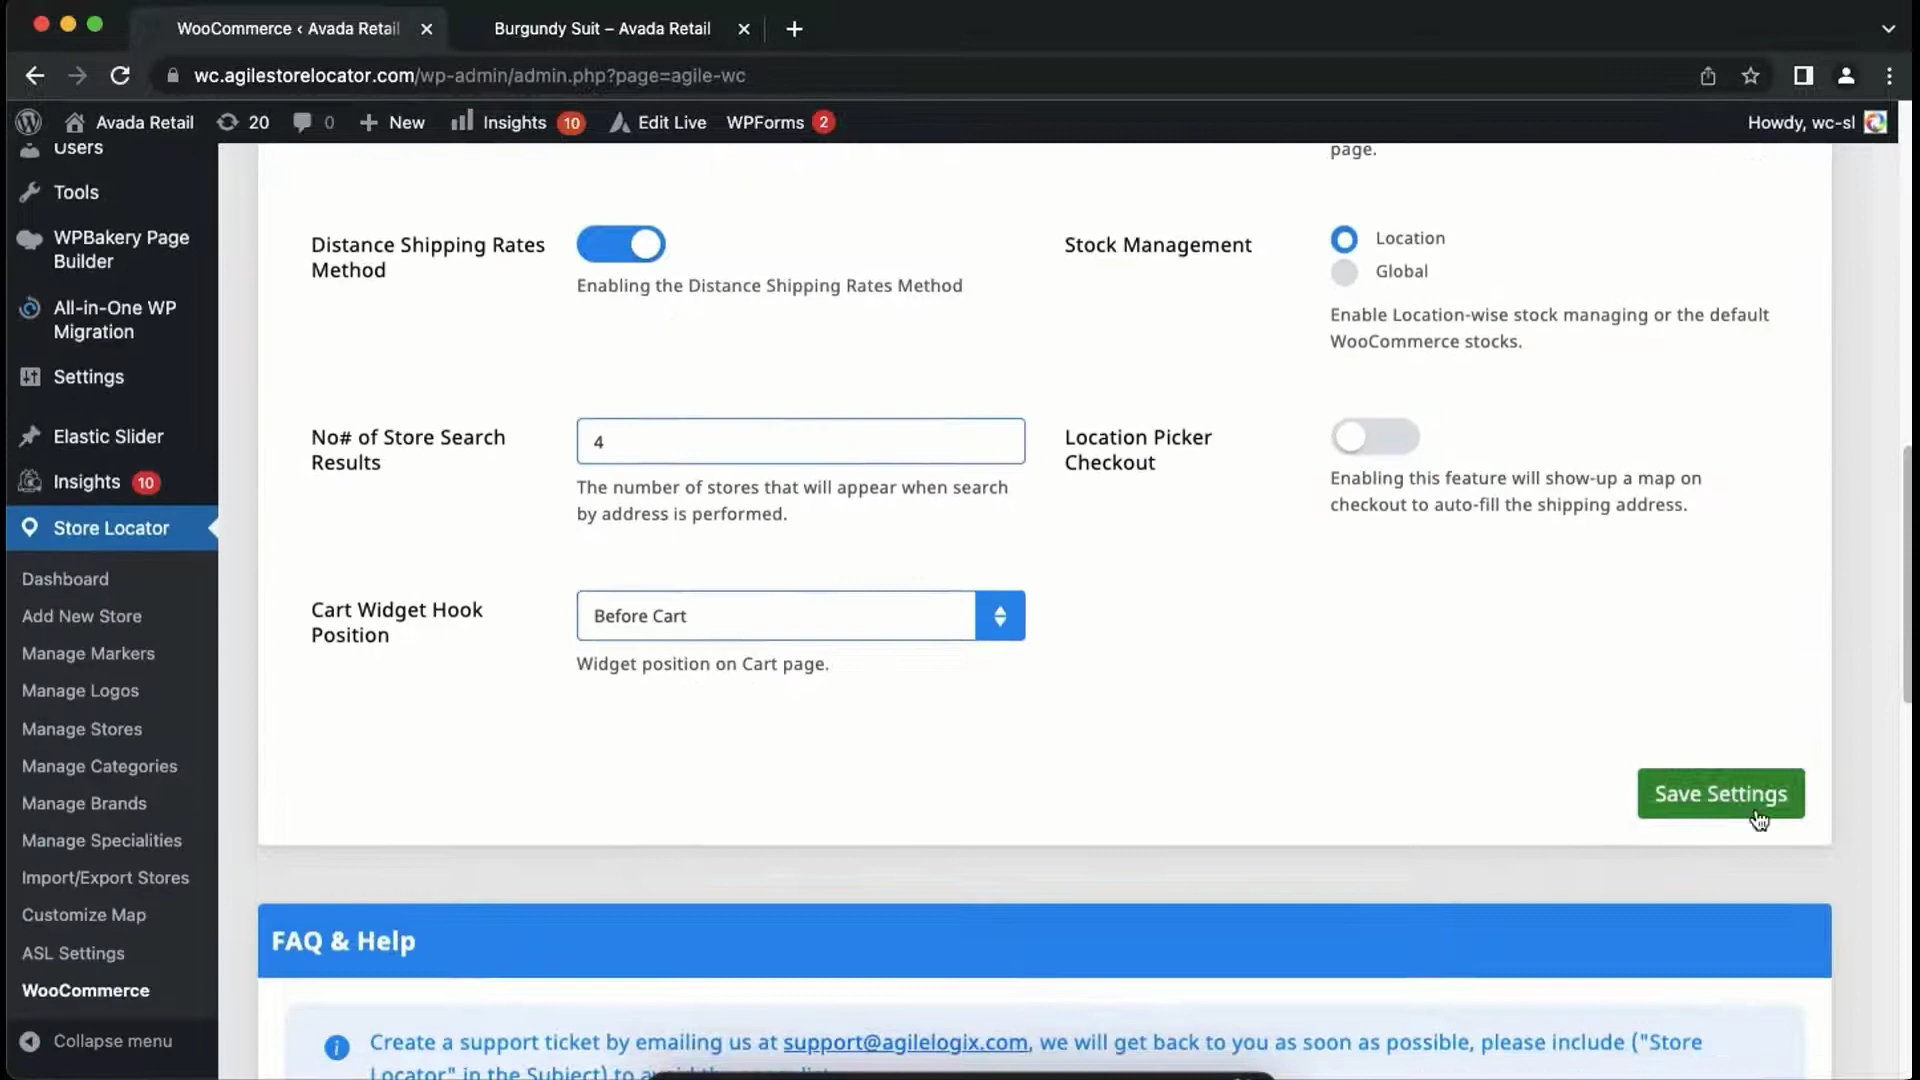 WooCommerce ‹ Avada Retail
Burgundy Suit – Avada Retail
wc.agilestorelocator.com/wp-admin/admin.php?page=agile-wc
Avada Retail 20 0 New Insights 10 Edit Live WPForms 2 Howdy, wc-sl
Users
Tools
WPBakery Page
Builder
All-in-One WP
Migration
Settings
Elastic Slider
Insights 10
Store Locator
Dashboard
Add New Store
Manage Markers
Manage Logos
Manage Stores
Manage Categories
Manage Brands
Manage Specialities
Import/Export Stores
Customize Map
ASL Settings
WooCommerce
Collapse menu
page.
Distance Shipping Rates
Method
Enabling the Distance Shipping Rates Method
Stock Management
Location
Global
Enable Location-wise stock managing or the default
WooCommerce stocks.
No# of Store Search
Results
4
The number of stores that will appear when search
by address is performed.
Location Picker
Checkout
Enabling this feature will show-up a map on
checkout to auto-fill the shipping address.
Cart Widget Hook
Position
Before Cart
Widget position on Cart page.
Save Settings
FAQ & Help
Create a support ticket by emailing us at support@agilelogix.com, we will get back to you as soon as possible, please include ("Store
Locator" in the Subject) to